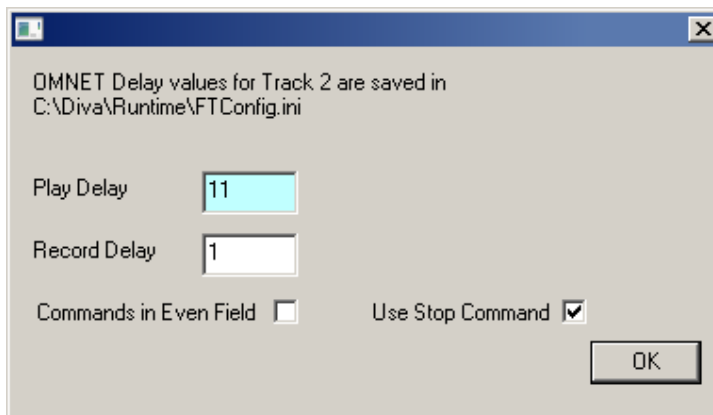 OMNET Delay values for Track 2 are saved in
C:\Diva\Runtime\FTConfig.ini
Play Delay 11
Record Delay 1
Commands in Even Field Use Stop Command
OK